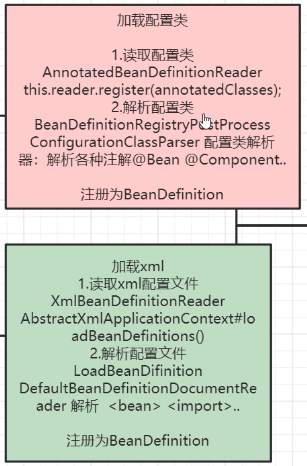 加载配置类
1.读取配置类
AnnotatedBeanDefinitionReader
this.reader.register(annotatedClasses);
2.解析配置类
BeanDefinitionRegistryPostProcess
ConfigurationClassParser 配置类解析
器：解析各种注解@Bean @Component..
注册为BeanDefinition
加载xml
1.读取xml配置文件
XmlBeanDefinitionReader
AbstractXmlApplicationContext#lo
adBeanDefinitions()
2.解析配置文件
LoadBeanDifinition
DefaultBeanDefinitionDocumentRe
ader 解析 <bean> <import>..
注册为BeanDefinition